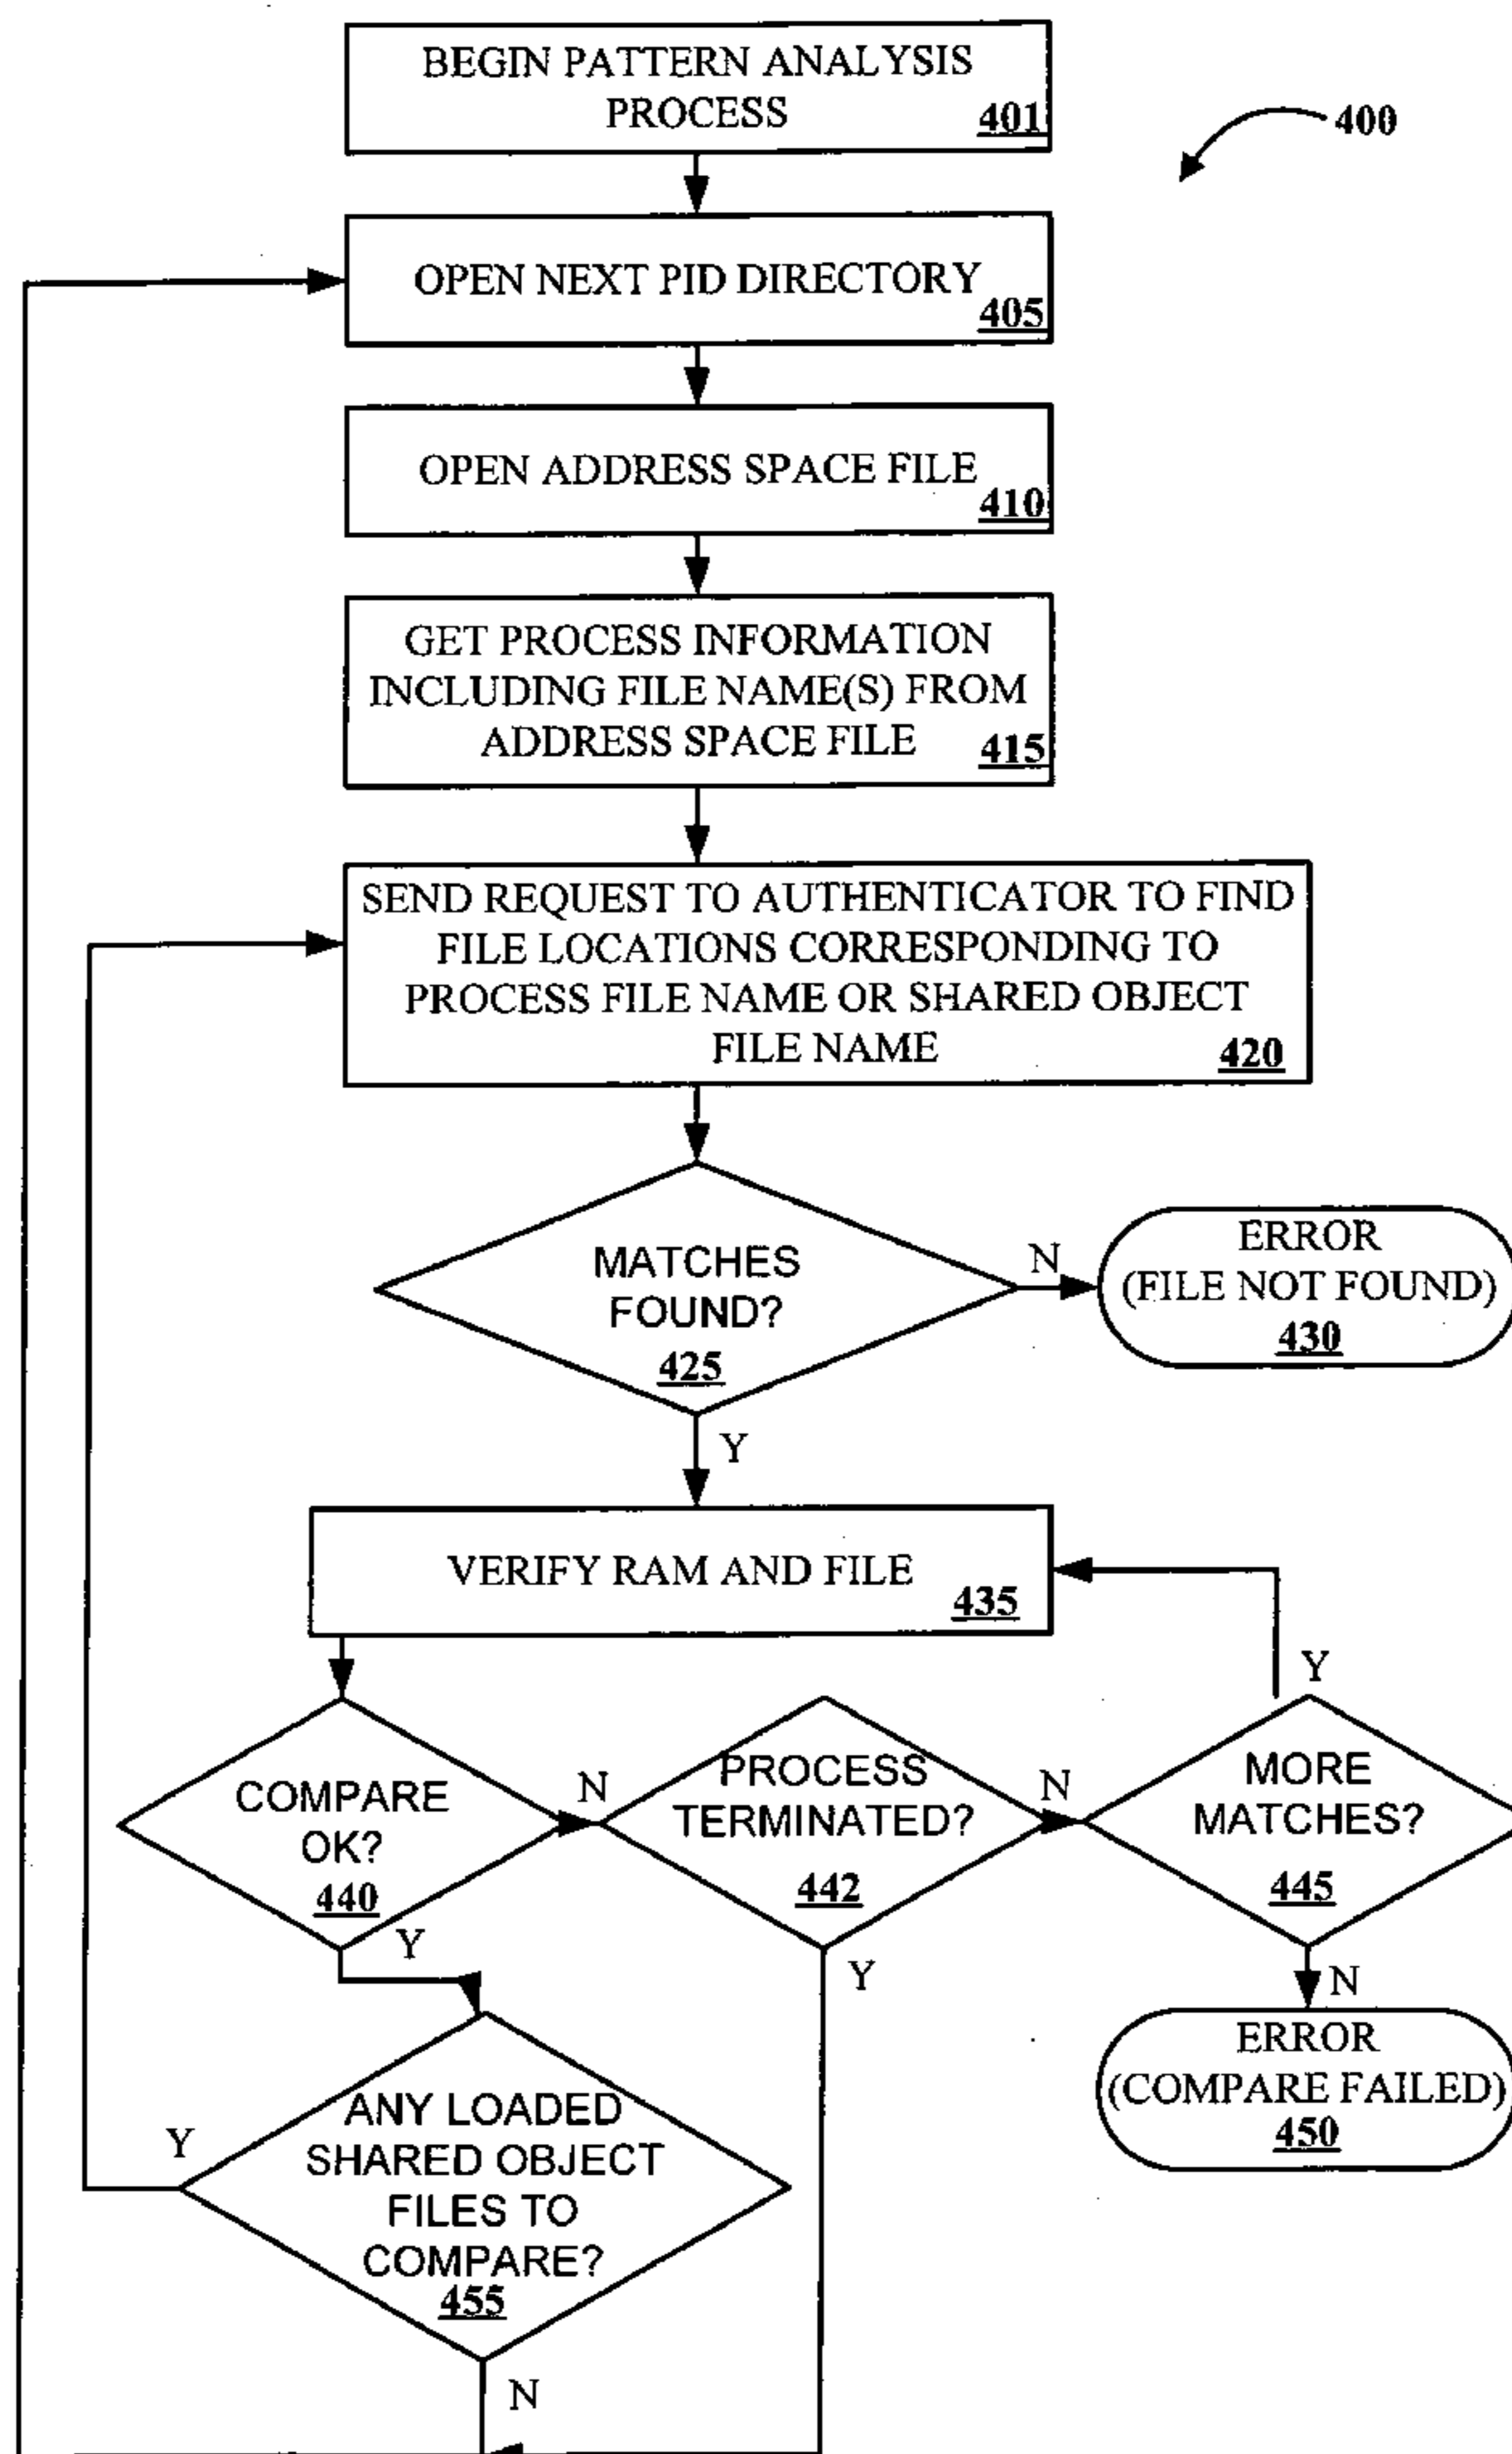 BEGIN PATTERN ANALYSIS
PROCESS 401
400
OPEN NEXT PID DIRECTORY
405
OPEN ADDRESS SPACE FILE
410
GET PROCESS INFORMATION
INCLUDING FILE NAME(S) FROM
ADDRESS SPACE FILE 415
SEND REQUEST TO AUTHENTICATOR TO FIND
FILE LOCATIONS CORRESPONDING TO
PROCESS FILE NAME OR SHARED OBJECT
FILE NAME 420
MATCHES
FOUND?
425
N
ERROR
(FILE NOT FOUND)
430
Y
VERIFY RAM AND FILE
435
COMPARE
OK?
440
N
Y
PROCESS
TERMINATED?
442
N
Y
MORE
MATCHES?
445
Y
N
ERROR
(COMPARE FAILED)
450
ANY LOADED
SHARED OBJECT
FILES TO
COMPARE?
455
Y
N